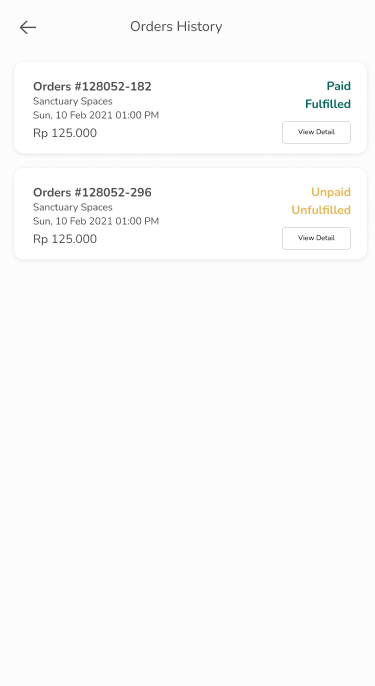 Orders History
Orders #128052-182
Paid
Sanctuary Spaces
Fulfilled
Sun, 10 Feb 2021 01:00 PM
Rp 125.000
View Detail
Orders #128052-296
Unpaid
Sanctuary Spaces
Unfulfilled
Sun, 10 Feb 2021 01:00 PM
Rp 125.000
View Detail